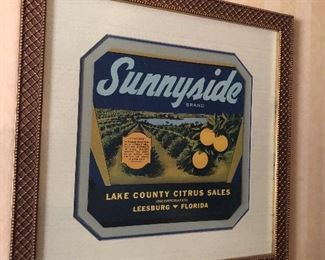 Sunnyside
BRAND
LAKE COUNTY CITRUS SALES
INCORPORATED
LEESBURG FLORIDA